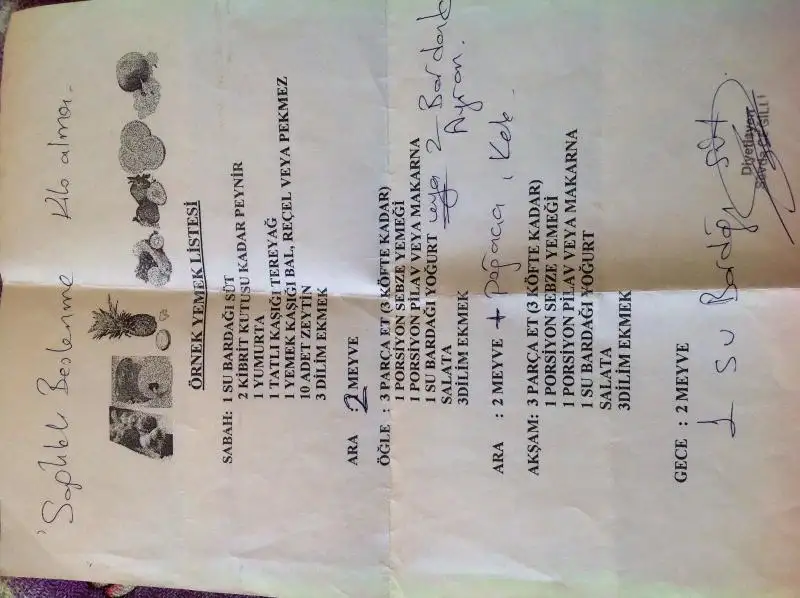 Sağlıklı Beslenme Kilo alma.
ÖRNEK YEMEK LİSTESİ
SABAH: 1 SU BARDAĞI SÜT
2 KİBRİT KUTUSU KADAR PEYNİR
1 YUMURTA
1 TATLI KAŞIĞI TEREYAĞ
1 YEMEK KAŞIĞI BAL, REÇEL VEYA PEKMEZ
10 ADET ZEYTİN
3 DİLİM EKMEK
ARA : 2 MEYVE
ÖĞLE : 3 PARÇA ET (3 KÖFTE KADAR)
1 PORSİYON SEBZE YEMEĞİ
1 PORSİYON PİLAV VEYA MAKARNA
1 SU BARDAĞI YOĞURT veya 2 Bardak Ayran.
SALATA
3DİLİM EKMEK
ARA : 2 MEYVE + Poğaça, Kek.
AKŞAM: 3 PARÇA ET (3 KÖFTE KADAR)
1 PORSİYON SEBZE YEMEĞİ
1 PORSİYON PİLAV VEYA MAKARNA
1 SU BARDAĞI YOĞURT
SALATA
3DİLİM EKMEK
GECE : 2 MEYVE
1 SU Bardağı süt.
Diyetisyen